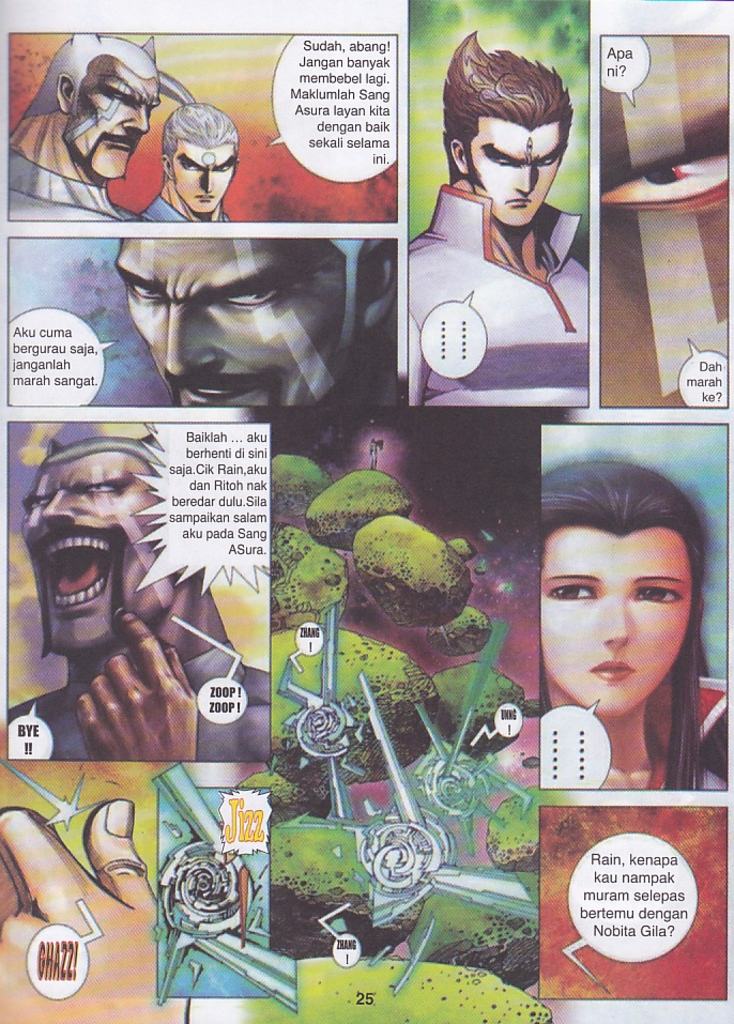 Sudah, abang!
Jangan banyak
membebel lagi.
Maklumlah Sang
Asura layan kita
dengan baik
sekali selama
ini.
Apa
ni?
Aku cuma
bergurau saja,
janganlah
marah sangat.
Dah
marah
ke?
Baiklah ... aku
berhenti di sini
saja.Cik Rain,aku
dan Ritoh nak
beredar dulu.Sila
sampaikan salam
aku pada Sang
ASura.
ZOOP !
ZOOP !
BYE
!!
ZHANG
!
UNNG
!
Jizz
GHAZZ!
ZHANG
!
Rain, kenapa
kau nampak
muram selepas
bertemu dengan
Nobita Gila?
25